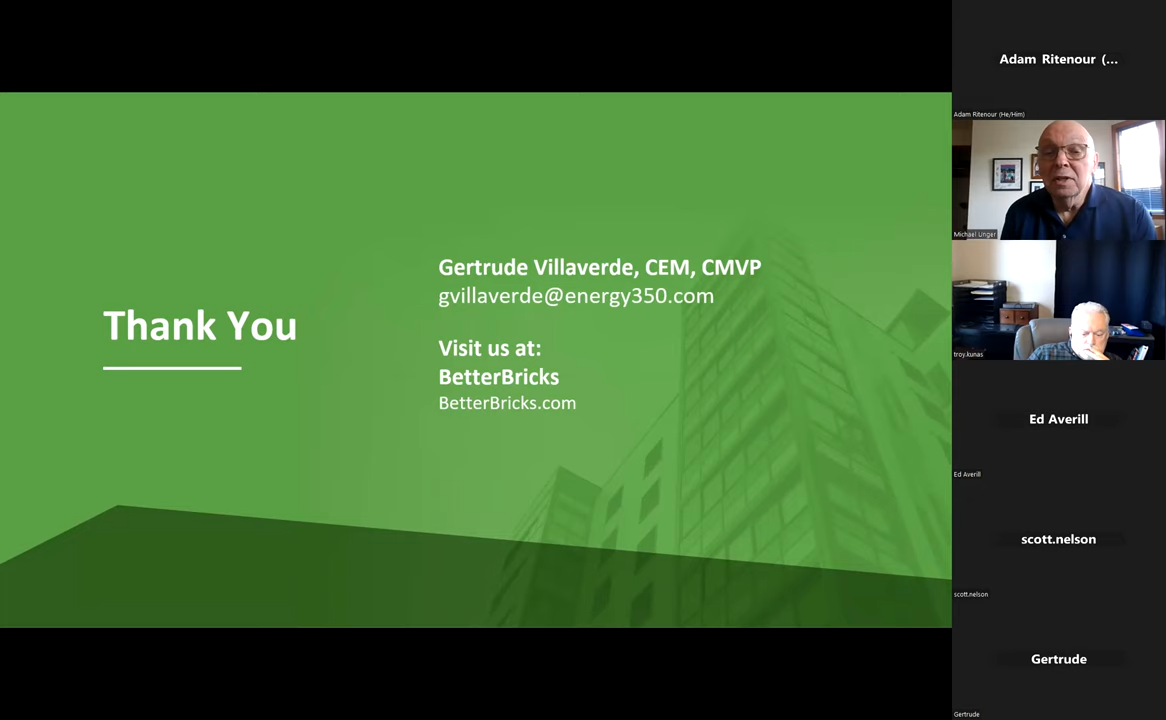 Thank You
Gertrude Villaverde, CEM, CMVP
gvillaverde@energy350.com
Visit us at:
BetterBricks
BetterBricks.com
Adam Ritenour (...
Adam Ritenour (He/Him)
Michael Unger
troy.kunas
Ed Averill
Ed Averill
scott.nelson
scott.nelson
Gertrude
Gertrude